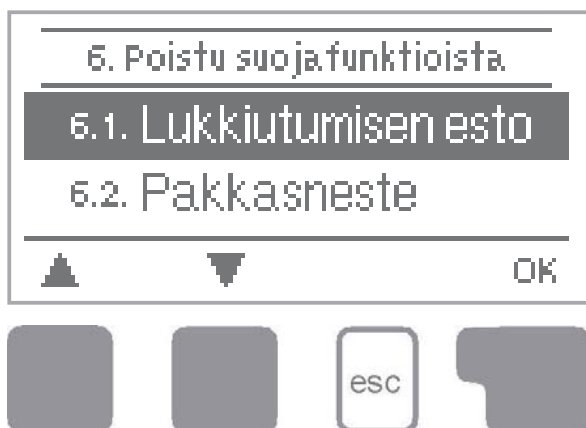 6. Poistu suojafunktioista
6.1. Lukkiutumisen esto
6.2. Pakkasneste
OK
esc